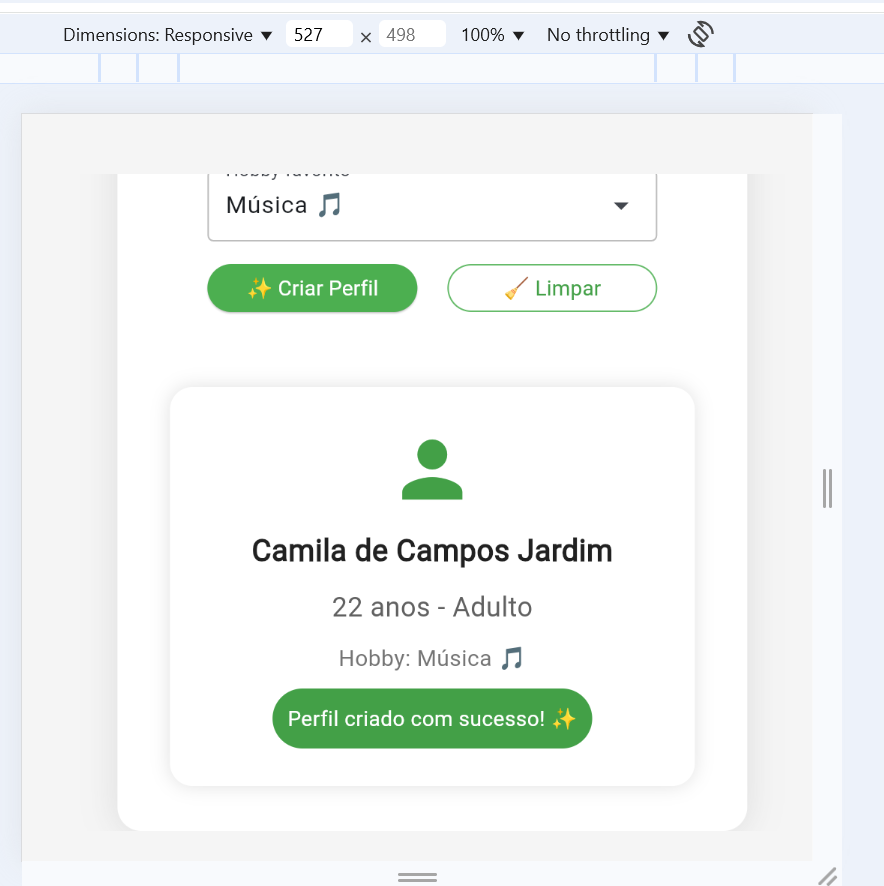 Dimensions: Responsive ▼ 527 × 498 100% ▼ No throttling ▼
Hobby favorito
Música 🎵
✨ Criar Perfil 🧹 Limpar
Camila de Campos Jardim
22 anos - Adulto
Hobby: Música 🎵
Perfil criado com sucesso! ✨